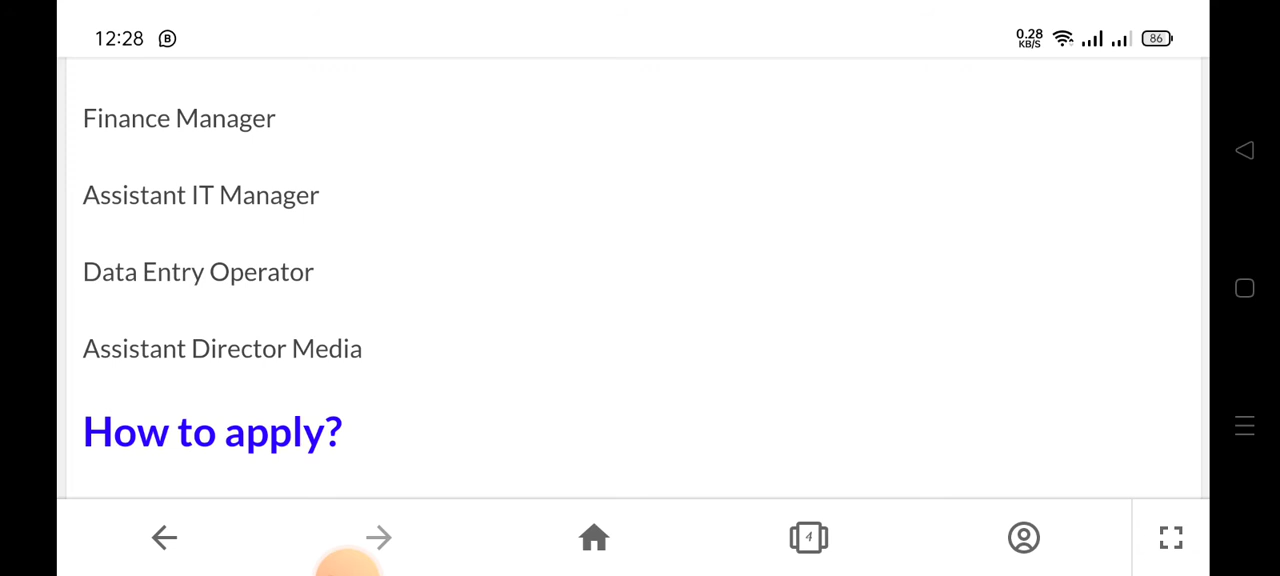 12:28 B 0.28 KB/S 86
Finance Manager
Assistant IT Manager
Data Entry Operator
Assistant Director Media
How to apply?
4